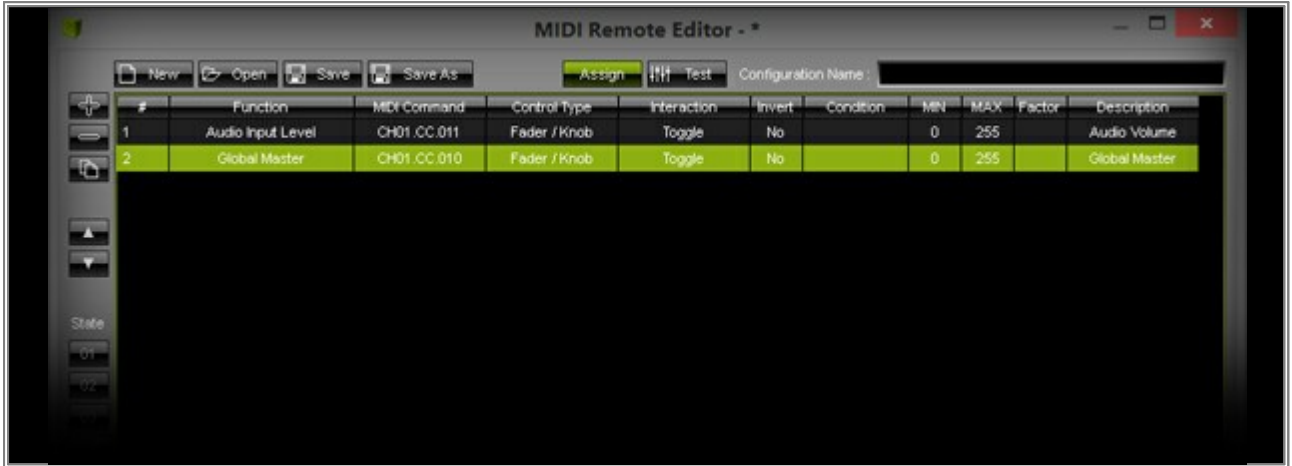 MIDI Remote Editor - *
New Open Save Save As Assign Test Configuration Name :
# Function MIDI Command Control Type Interaction Invert Condition MIN MAX Factor Description
1 Audio Input Level CH01.CC.011 Fader / Knob Toggle No 0 255 Audio Volume
2 Global Master CH01.CC.010 Fader / Knob Toggle No 0 255 Global Master
State
01
02